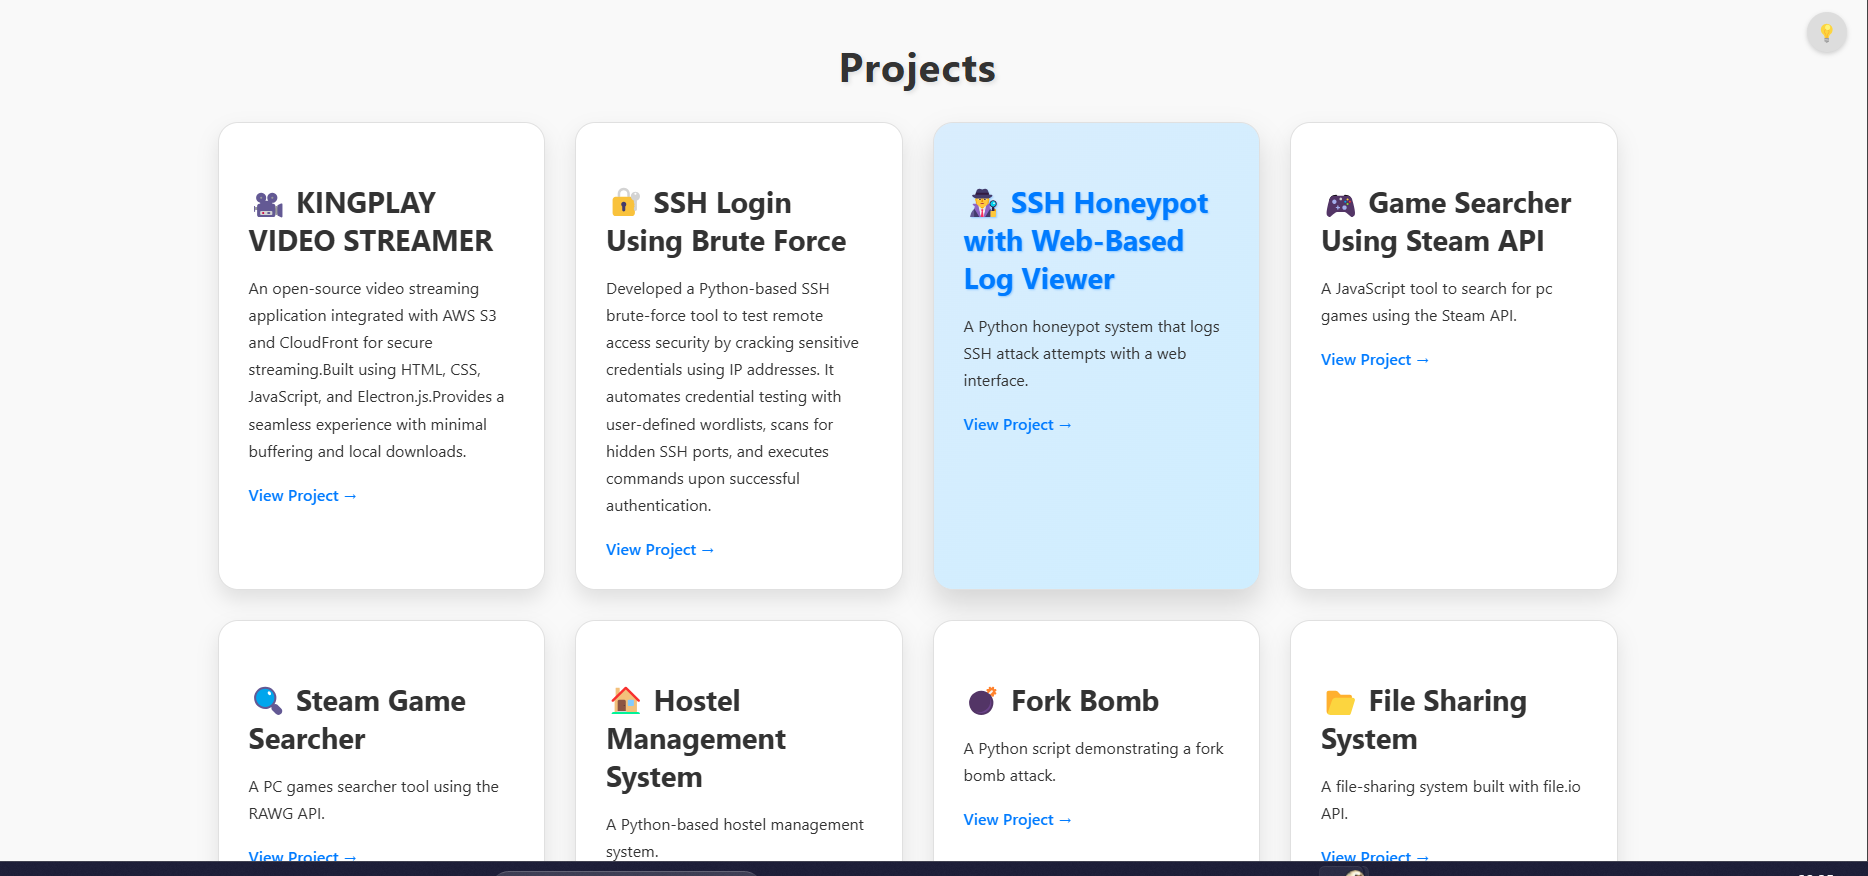 Projects
KINGPLAY
VIDEO STREAMER
An open-source video streaming
application integrated with AWS S3
and CloudFront for secure
streaming.Built using HTML, CSS,
JavaScript, and Electron.js.Provides a
seamless experience with minimal
buffering and local downloads.
View Project →
SSH Login
Using Brute Force
Developed a Python-based SSH
brute-force tool to test remote
access security by cracking sensitive
credentials using IP addresses. It
automates credential testing with
user-defined wordlists, scans for
hidden SSH ports, and executes
commands upon successful
authentication.
View Project →
SSH Honeypot
with Web-Based
Log Viewer
A Python honeypot system that logs
SSH attack attempts with a web
interface.
View Project →
Game Searcher
Using Steam API
A JavaScript tool to search for pc
games using the Steam API.
View Project →
Steam Game
Searcher
A PC games searcher tool using the
RAWG API.
View Project →
Hostel
Management
System
A Python-based hostel management
system.
Fork Bomb
A Python script demonstrating a fork
bomb attack.
View Project →
File Sharing
System
A file-sharing system built with file.io
API.
View Project →